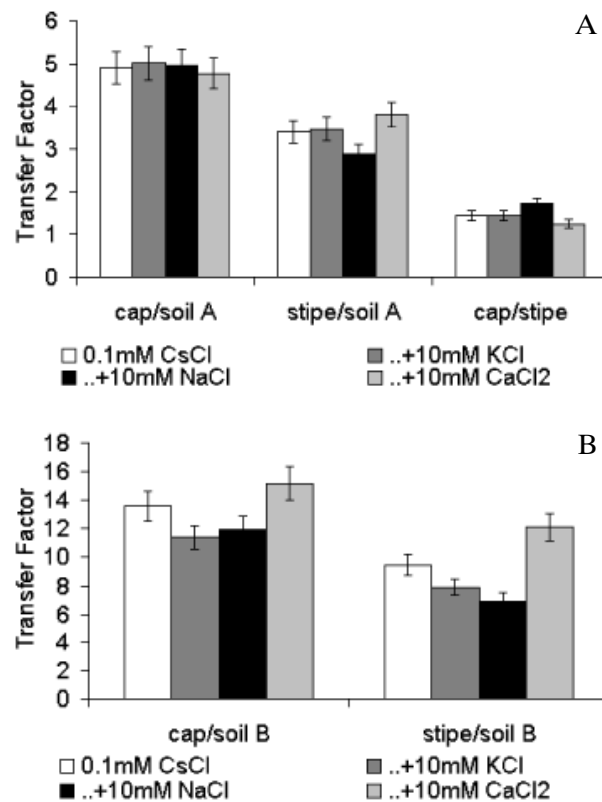 A
6
5
4
3
2
1
0
Transfer Factor
cap/soil A stipe/soil A cap/stipe
0.1mM CsCl ..+10mM KCl
..+10mM NaCl ..+10mM CaCl2
B
18
16
14
12
10
8
6
4
2
0
Transfer Factor
cap/soil B stipe/soil B
0.1mM CsCl ..+10mM KCl
..+10mM NaCl ..+10mM CaCl2